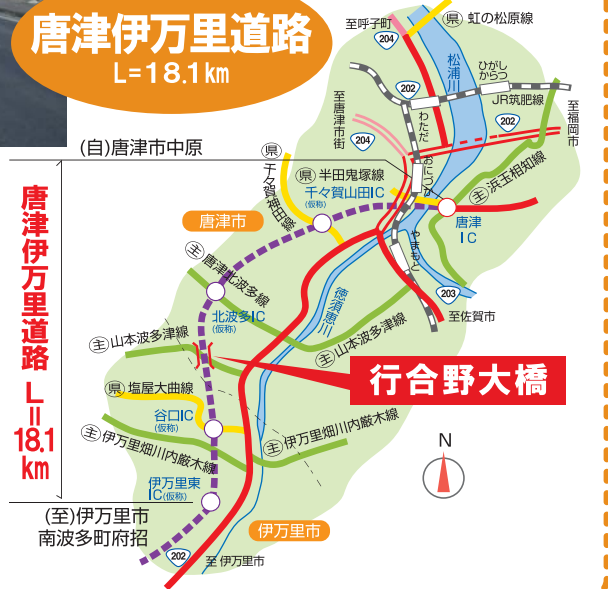 唐津伊万里道路
L=18.1km
至呼子町
204
県 虹の松原線
松浦川
202
ひがし
からつ
JR筑肥線
至福岡市
至唐津市街
204
わただ
202
(自)唐津市中原
県
千々賀神田線
県 半田鬼塚線
千々賀山田IC
(仮称)
おにづか
主 浜玉相知線
唐津
IC
唐津市
やまもと
主 唐津北波多線
203
至佐賀市
徳須恵川
北波多IC
(仮称)
主 山本波多津線
主 山本波多津線
行合野大橋
唐津伊万里道路 L=18.1km
県 塩屋大曲線
谷口IC
(仮称)
主 伊万里畑川内厳木線
主 伊万里畑川内厳木線
N
伊万里東
IC(仮称)
(至)伊万里市
南波多町府招
伊万里市
202
至 伊万里市